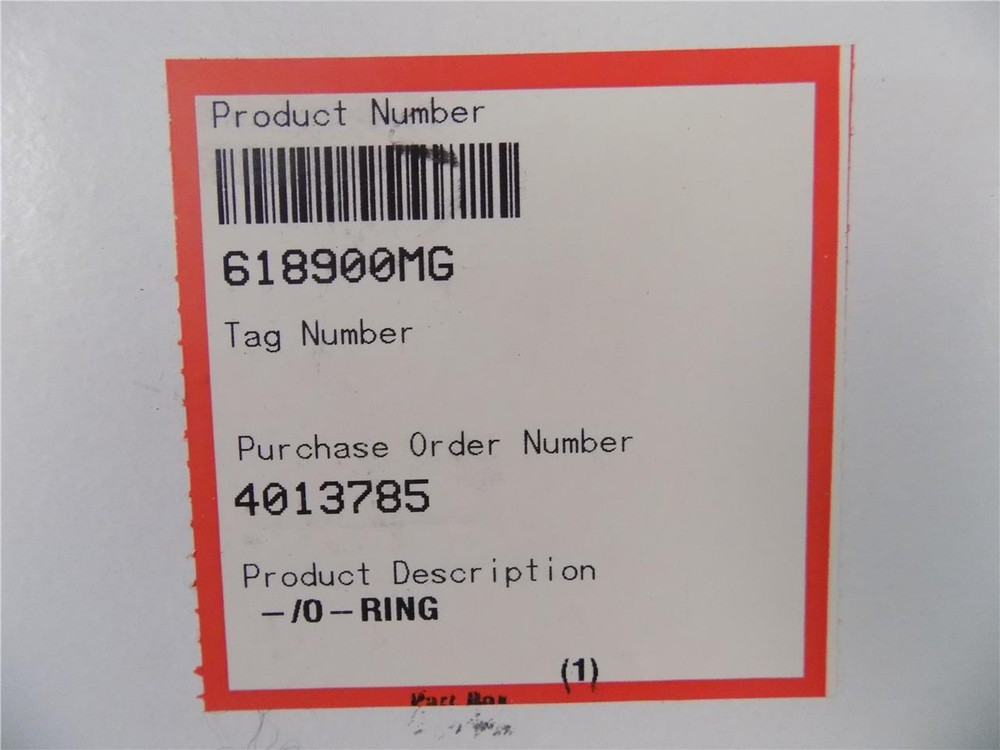 Product Number
618900MG
Tag Number
Purchase Order Number
4013785
Product Description
–/O–RING
(1)